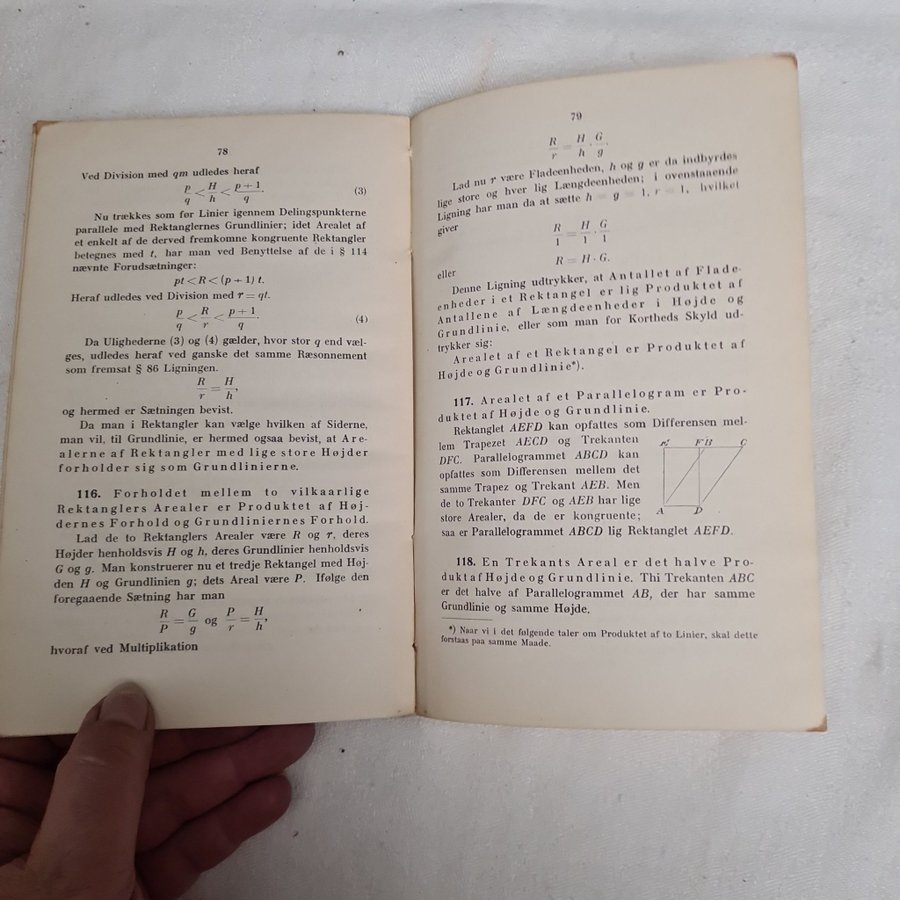 78
Ved Division med qm udledes heraf
p/q < H/h < p+1/q. (3)
Nu trækkes som før Linier igennem Delingspunkterne
parallele med Rektanglernes Grundlinier; idet Arealet af
et enkelt af de derved fremkomne kongruente Rektangler
betegnes med t, har man ved Benyttelse af de i § 114
nævnte Forudsætninger:
pt < R < (p + 1) t.
Heraf udledes ved Division med r = qt.
p/q < R/r < p+1/q. (4)
Da Ulighederne (3) og (4) gælder, hvor stor q end væl-
ges, udledes heraf ved ganske det samme Ræsonnement
som fremsat § 86 Ligningen.
R/r = H/h,
og hermed er Sætningen bevist.
Da man i Rektangler kan vælge hvilken af Siderne,
man vil, til Grundlinie, er hermed ogsaa bevist, at Are-
alerne af Rektangler med lige store Højder
forholder sig som Grundlinierne.
116. Forholdet mellem to vilkaarlige
Rektanglers Arealer er Produktet af Høj-
dernes Forhold og Grundliniernes Forhold.
Lad de to Rektanglers Arealer være R og r, deres
Højder henholdsvis H og h, deres Grundlinier henholdsvis
G og g. Man konstruerer nu et tredje Rektangel med Høj-
den H og Grundlinien g; dets Areal være P. Ifølge den
foregaaende Sætning har man
R/P = G/g og P/r = H/h,
hvoraf ved Multiplikation
79
R/r = H/h · G/g.
Lad nu r være Fladeenheden, h og g er da indbyrdes
lige store og hver lig Længdeenheden; i ovenstaaende
Ligning har man da at sætte h = g = 1, r = 1, hvilket
giver
R/1 = H/1 · G/1
eller
R = H · G.
Denne Ligning udtrykker, at Antallet af Flade-
enheder i et Rektangel er lig Produktet af
Antallene af Længdeenheder i Højde og
Grundlinie, eller som man for Kortheds Skyld ud-
trykker sig:
Arealet af et Rektangel er Produktet af
Højde og Grundlinie*).
117. Arealet af et Parallelogram er Pro-
duktet af Højde og Grundlinie.
Rektanglet AEFD kan opfattes som Differensen mel-
lem Trapezet AECD og Trekanten
DFC. Parallelogrammet ABCD kan
opfattes som Differensen mellem det
samme Trapez og Trekant AEB. Men
de to Trekanter DFC og AEB har lige
store Arealer, da de er kongruente;
saa er Parallelogrammet ABCD lig Rektanglet AEFD.
E F B C
A D
118. En Trekants Areal er det halve Pro-
dukt af Højde og Grundlinie. Thi Trekanten ABC
er det halve af Parallelogrammet AB, der har samme
Grundlinie og samme Højde.
*) Naar vi i det følgende taler om Produktet af to Linier, skal dette
forstaas paa samme Maade.